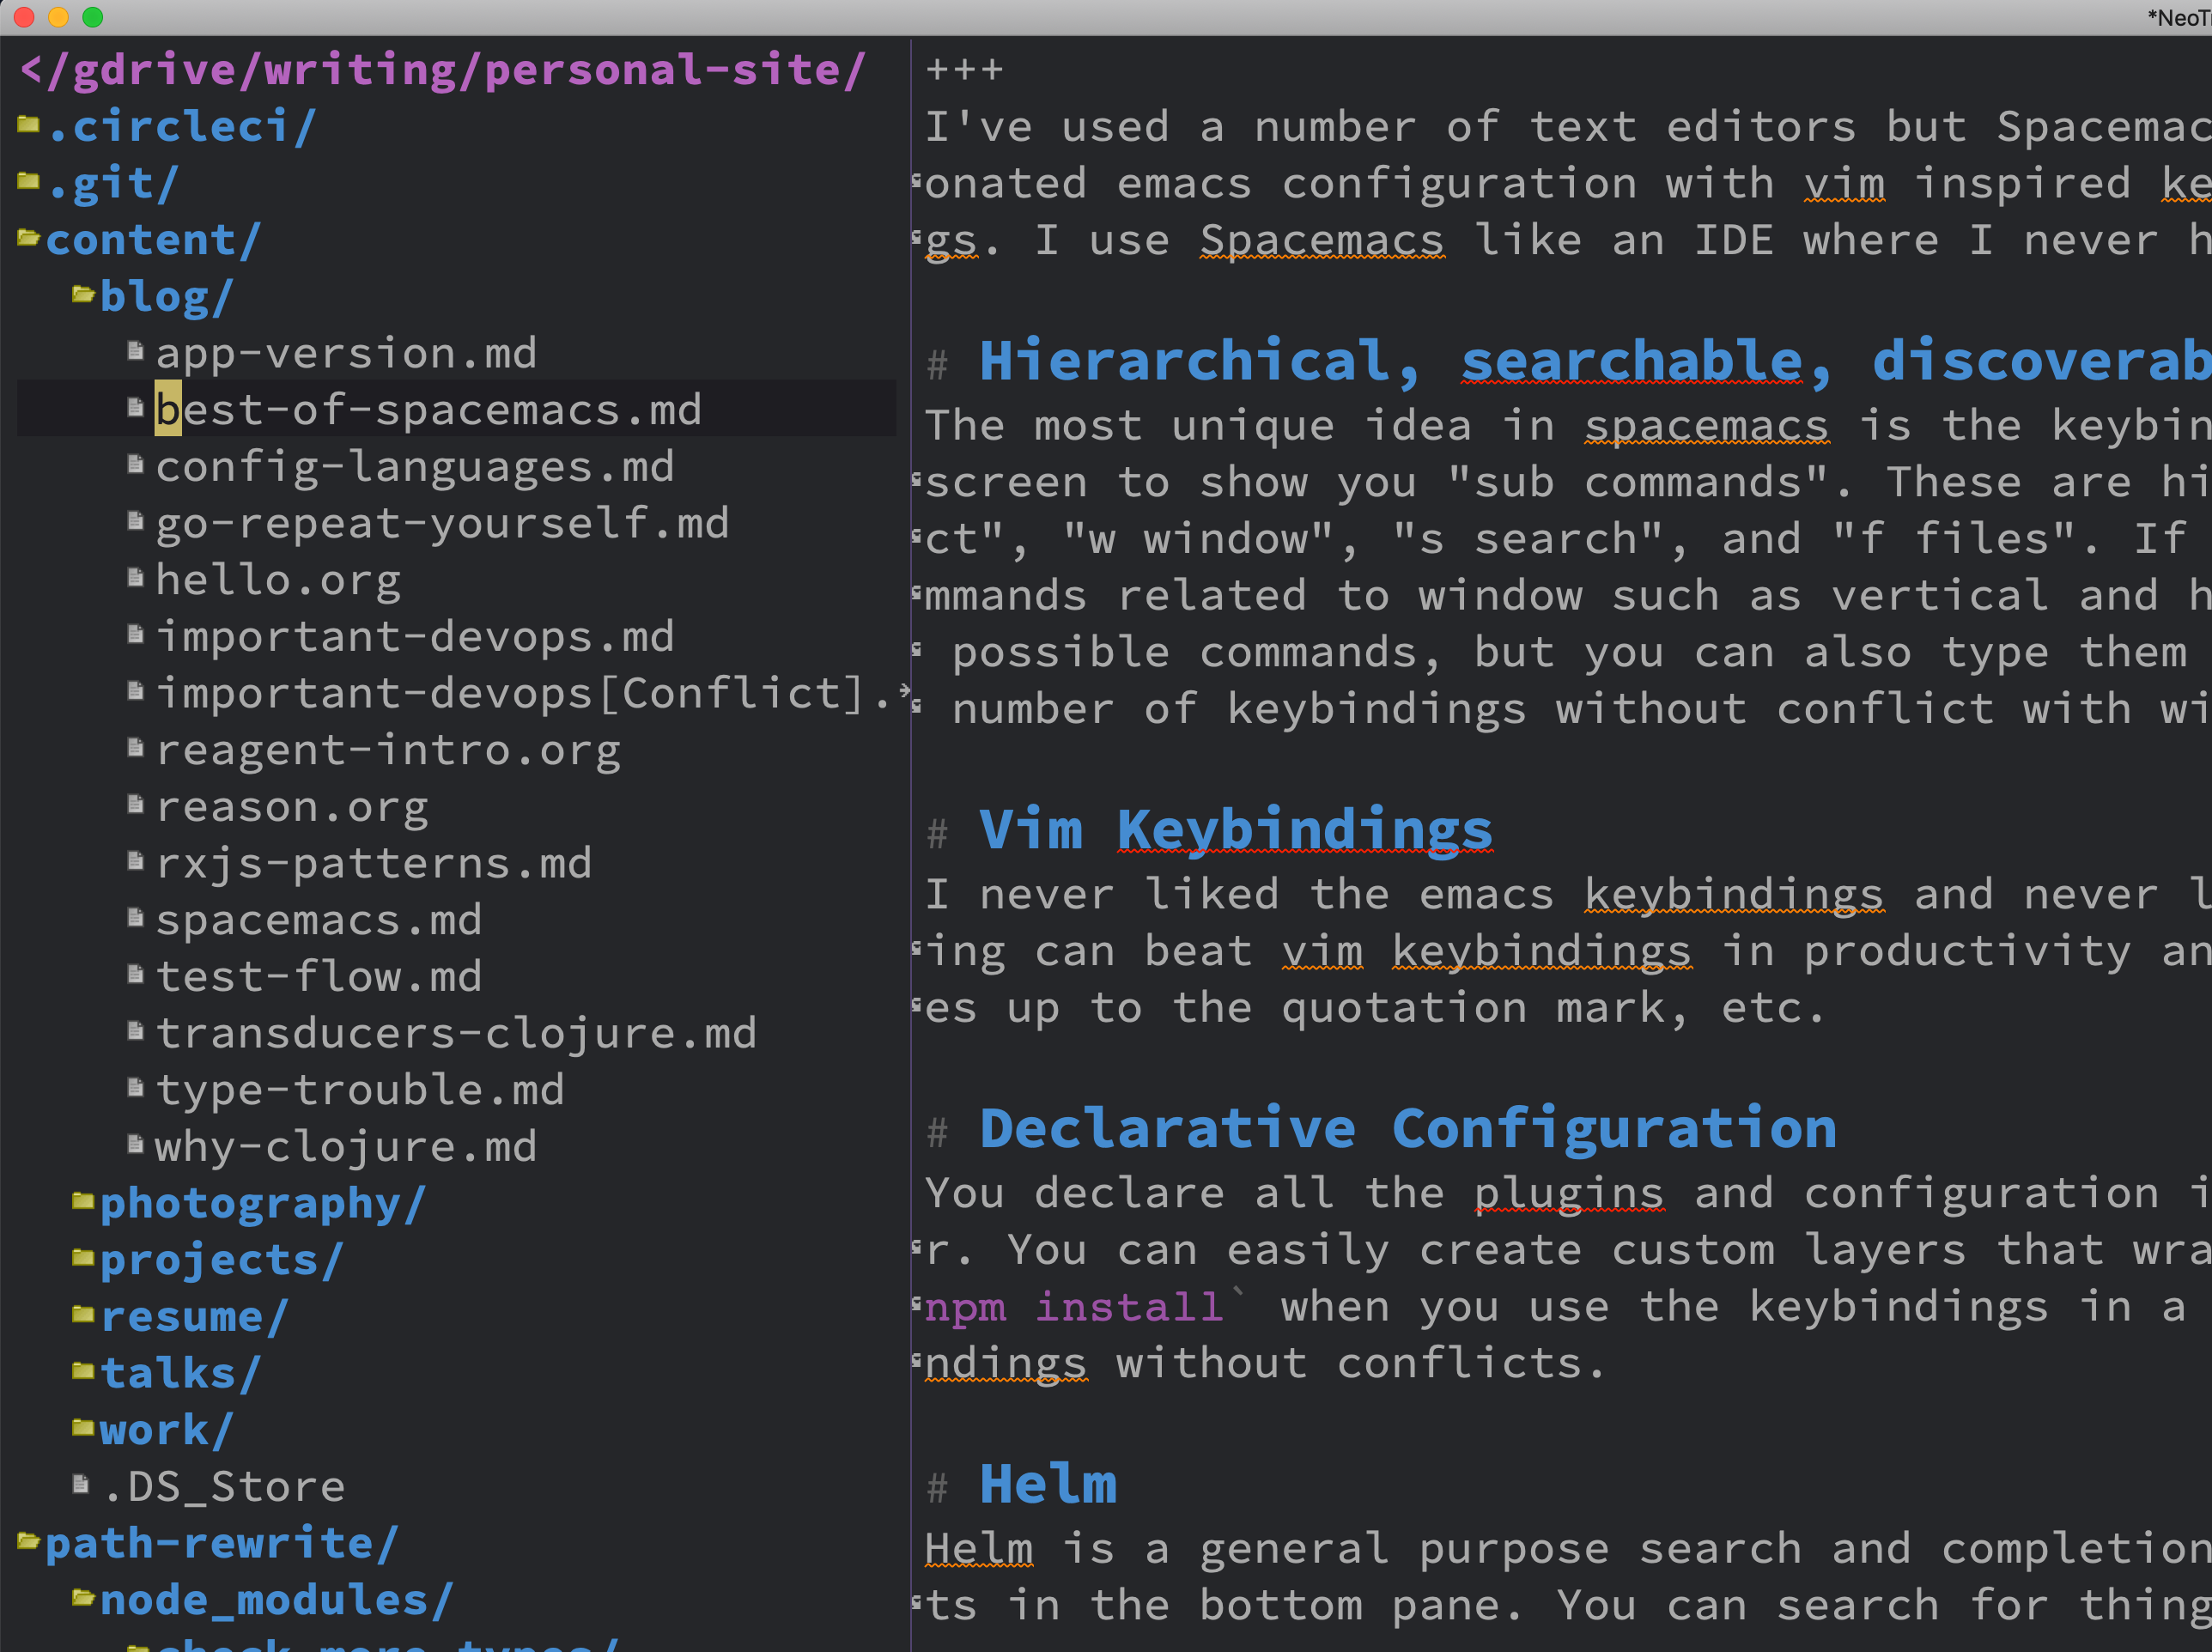 *NeoTr
</gdrive/writing/personal-site/
.circleci/
.git/
content/
blog/
app-version.md
best-of-spacemacs.md
config-languages.md
go-repeat-yourself.md
hello.org
important-devops.md
important-devops[Conflict].
reagent-intro.org
reason.org
rxjs-patterns.md
spacemacs.md
test-flow.md
transducers-clojure.md
type-trouble.md
why-clojure.md
photography/
projects/
resume/
talks/
work/
.DS_Store
path-rewrite/
node_modules/
check-more-types/
+++
I've used a number of text editors but Spacemac
onated emacs configuration with vim inspired ke
gs. I use Spacemacs like an IDE where I never h
# Hierarchical, searchable, discoverab
The most unique idea in spacemacs is the keybin
screen to show you "sub commands". These are hi
ct", "w window", "s search", and "f files". If
mmands related to window such as vertical and h
possible commands, but you can also type them
number of keybindings without conflict with wi
# Vim Keybindings
I never liked the emacs keybindings and never l
ing can beat vim keybindings in productivity an
es up to the quotation mark, etc.
# Declarative Configuration
You declare all the plugins and configuration i
r. You can easily create custom layers that wra
npm install` when you use the keybindings in a
ndings without conflicts.
# Helm
Helm is a general purpose search and completion
ts in the bottom pane. You can search for thing